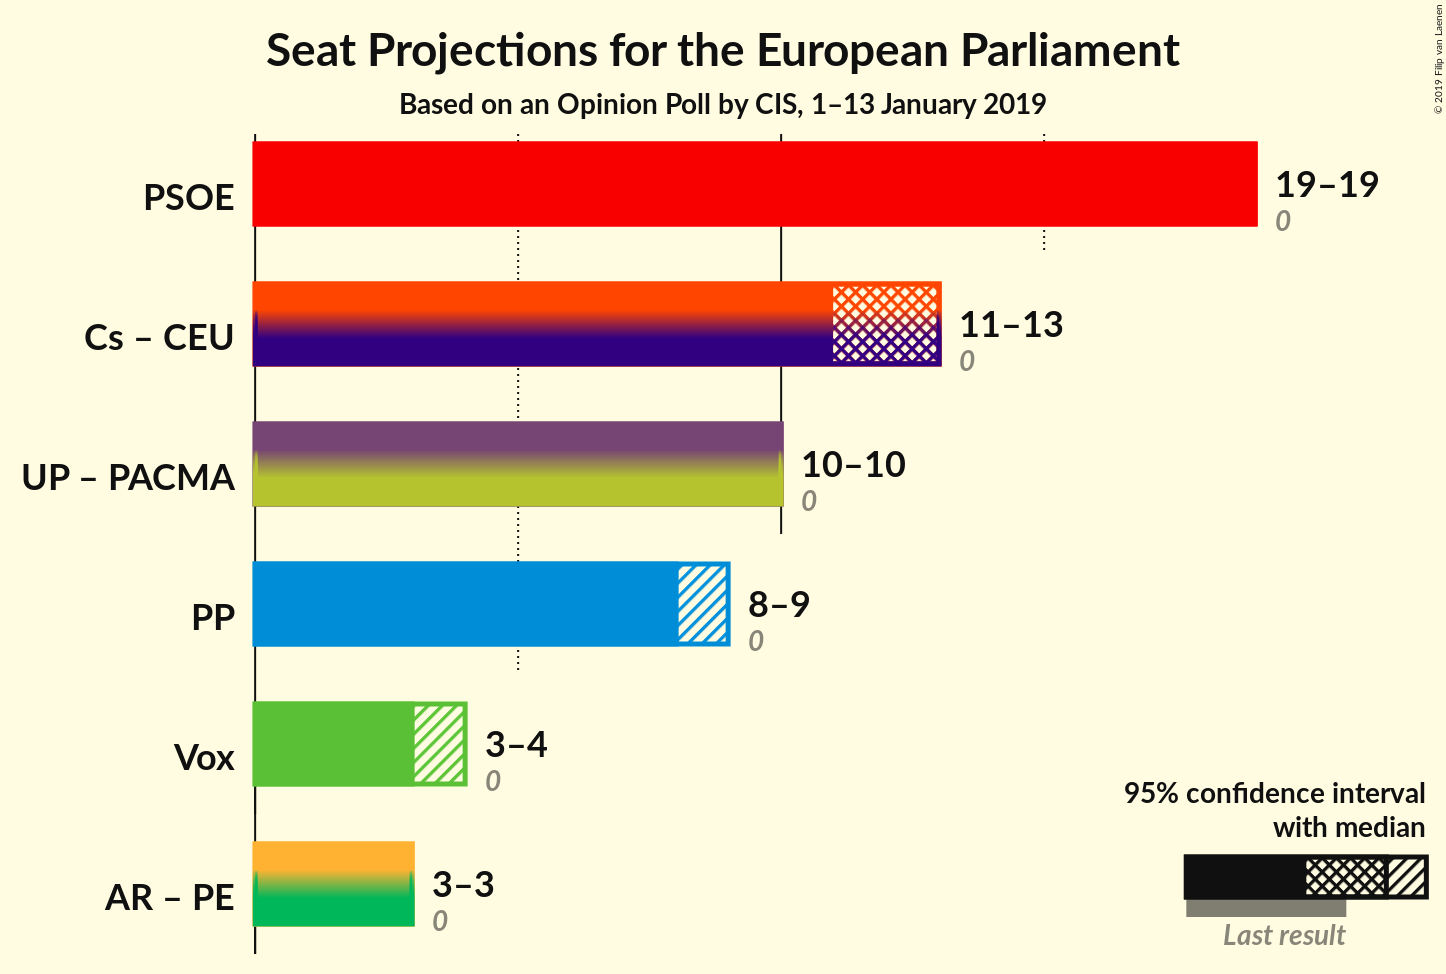 Seat Projections for the European Parliament
Based on an Opinion Poll by CIS, 1–13 January 2019
© 2019 Filip van Laenen
PSOE
19–19
0
Cs – CEU
11–13
0
UP – PACMA
10–10
0
PP
8–9
0
Vox
3–4
0
AR – PE
3–3
0
95% confidence interval
with median
Last result